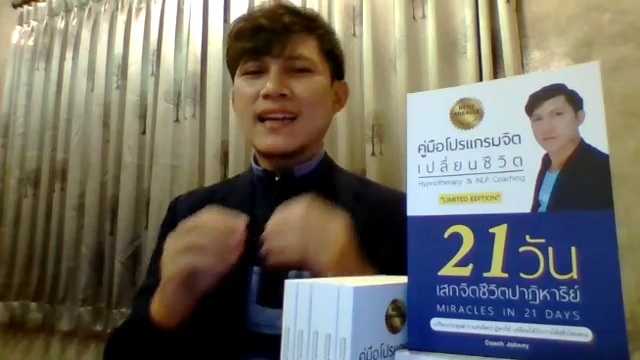 คู่มือโปรแกรมจิต
เปลี่ยนชีวิต
Hypnotherapy & NLP Coaching
"LIMITED EDITION"
21 วัน
เสกจิตชีวิตปาฏิหาริย์
MIRACLES IN 21 DAYS
Coach Johnny